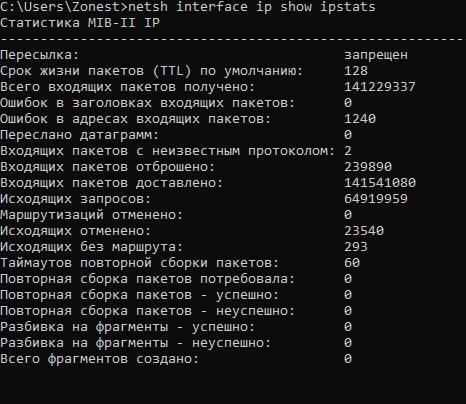 C:\Users\Zonest>netsh interface ip show ipstats
Статистика MIB-II IP
------------------------------------------------------------
Пересылка: запрещен
Срок жизни пакетов (TTL) по умолчанию: 128
Всего входящих пакетов получено: 141229337
Ошибок в заголовках входящих пакетов: 0
Ошибок в адресах входящих пакетов: 1240
Переслано датаграмм: 0
Входящих пакетов с неизвестным протоколом: 2
Входящих пакетов отброшено: 239890
Входящих пакетов доставлено: 141541080
Исходящих запросов: 64919959
Маршрутизаций отменено: 0
Исходящих отменено: 23540
Исходящих без маршрута: 293
Таймаутов повторной сборки пакетов: 60
Повторная сборка пакетов потребовала: 0
Повторная сборка пакетов - успешно: 0
Повторная сборка пакетов - неуспешно: 0
Разбивка на фрагменты - успешно: 0
Разбивка на фрагменты - неуспешно: 0
Всего фрагментов создано: 0